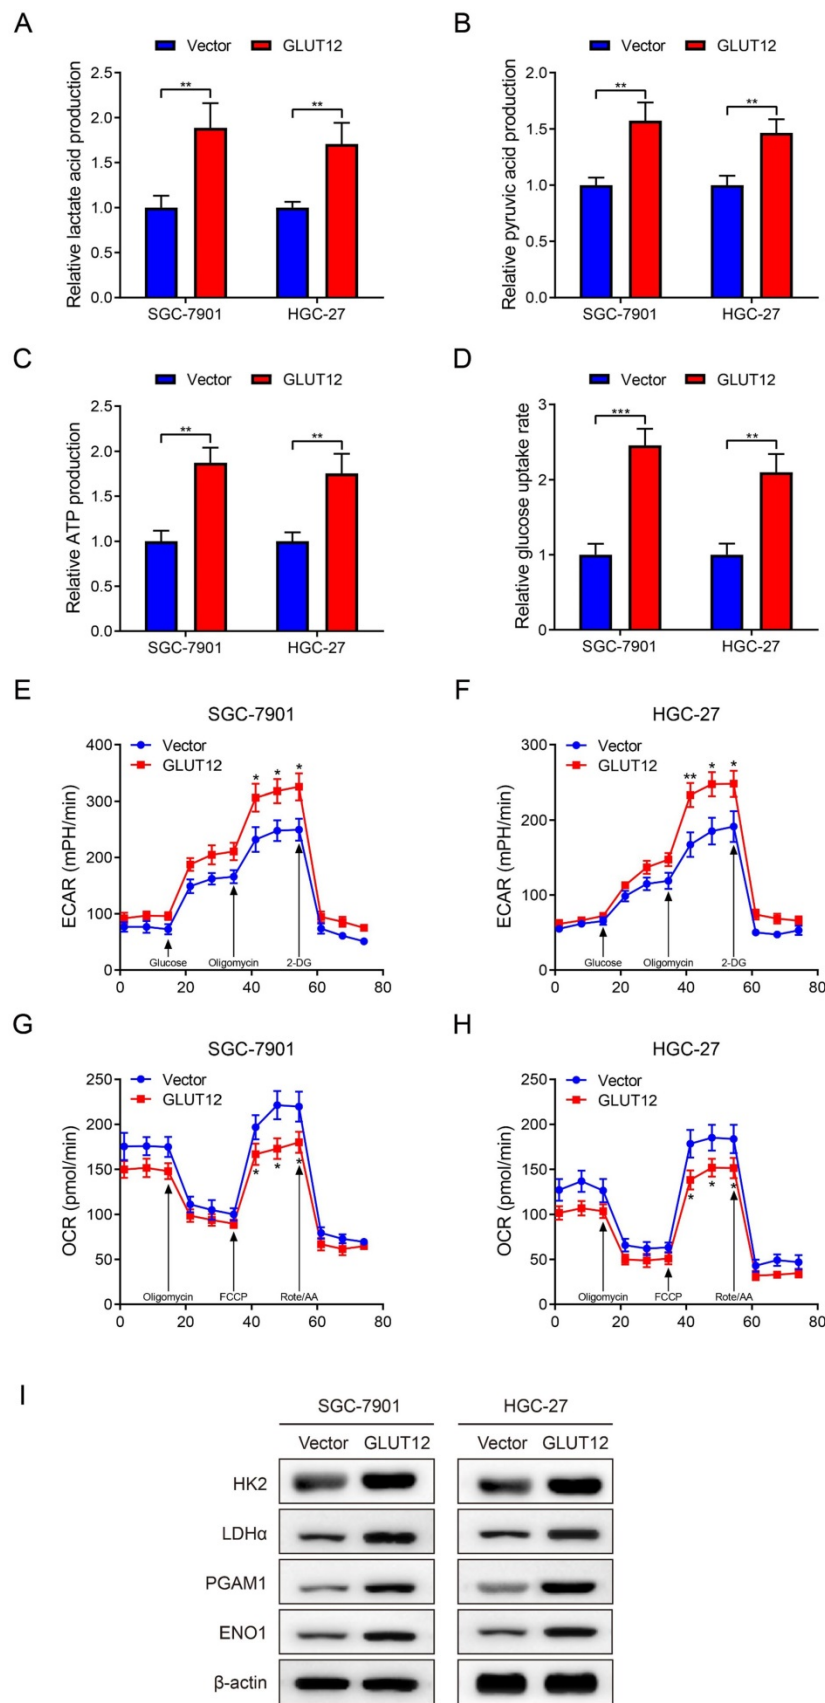 A
Vector GLUT12
Relative lactate acid production
2.5
2.0
1.5
1.0
0.5
0.0
** **
SGC-7901 HGC-27
B
Vector GLUT12
Relative pyruvic acid production
2.0
1.5
1.0
0.5
0.0
** **
SGC-7901 HGC-27
C
Vector GLUT12
Relative ATP production
2.5
2.0
1.5
1.0
0.5
0.0
** **
SGC-7901 HGC-27
D
Vector GLUT12
Relative glucose uptake rate
3
2
1
0
*** **
SGC-7901 HGC-27
E
SGC-7901
Vector
GLUT12
ECAR (mPH/min)
400
300
200
100
0
* * *
Glucose Oligomycin 2-DG
0 20 40 60 80
F
HGC-27
Vector
GLUT12
ECAR (mPH/min)
300
200
100
0
** * *
Glucose Oligomycin 2-DG
0 20 40 60 80
G
SGC-7901
Vector
GLUT12
OCR (pmol/min)
250
200
150
100
50
0
* * *
Oligomycin FCCP Rote/AA
0 20 40 60 80
H
HGC-27
Vector
GLUT12
OCR (pmol/min)
250
200
150
100
50
0
* * *
Oligomycin FCCP Rote/AA
0 20 40 60 80
I
SGC-7901 HGC-27
Vector GLUT12 Vector GLUT12
HK2
LDHα
PGAM1
ENO1
β-actin